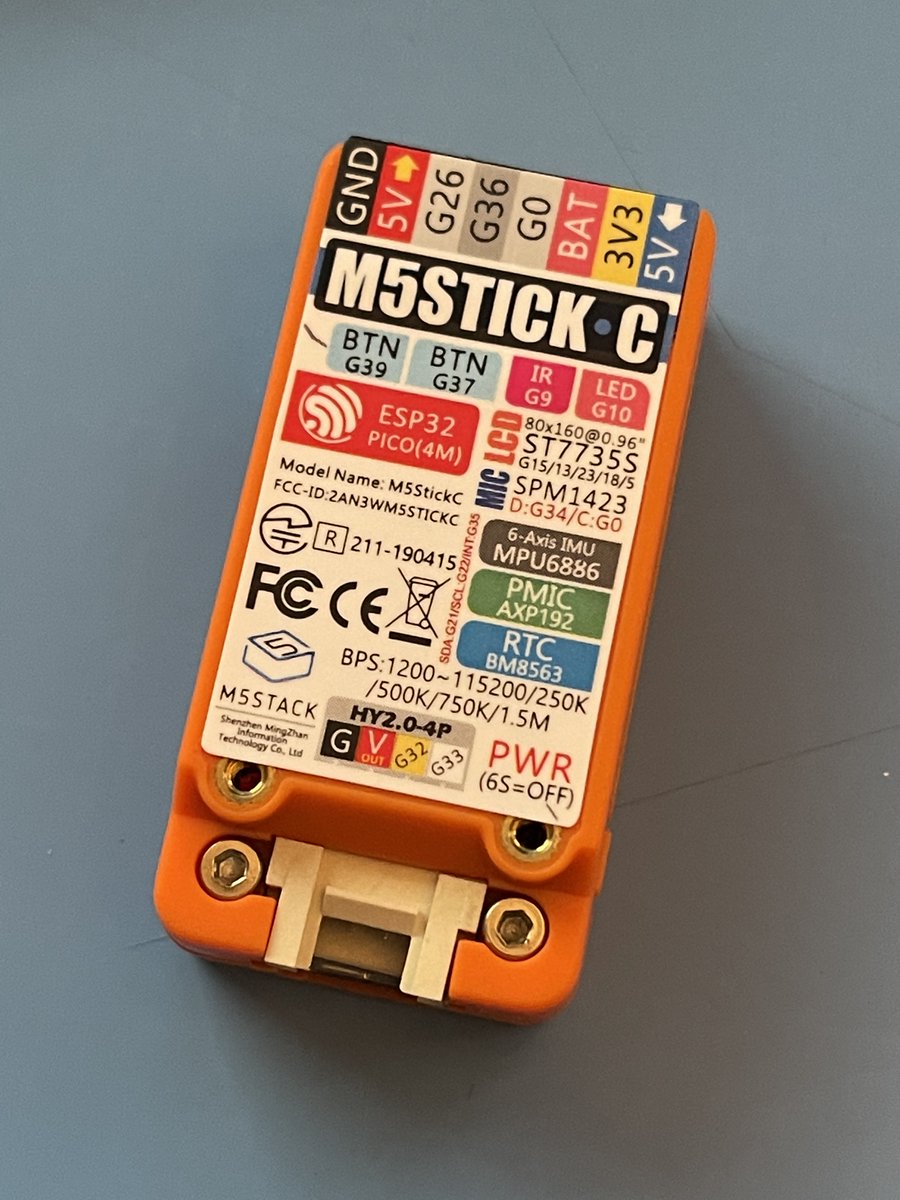 GND 5V G26 G36 G0 BAT 3V3 5V
M5STICK·C
BTN G39
BTN G37
IR G9
LED G10
ESP32
PICO(4M)
LCD
80x160@0.96"
ST7735S
G15/13/23/18/5
Model Name: M5StickC
FCC-ID:2AN3WM5STICKC
MIC
SPM1423
D:G34/C:G0
R 211-190415
SDA:G21/SCL:G22/INT:G35
6-Axis IMU
MPU6886
FC CE
PMIC
AXP192
RTC
BM8563
5
M5STACK
Shenzhen MingZhan
Information
Technology Co., Ltd
BPS:1200~115200/250K
/500K/750K/1.5M
HY2.0-4P
G V OUT G32 G33
PWR
(6S=OFF)